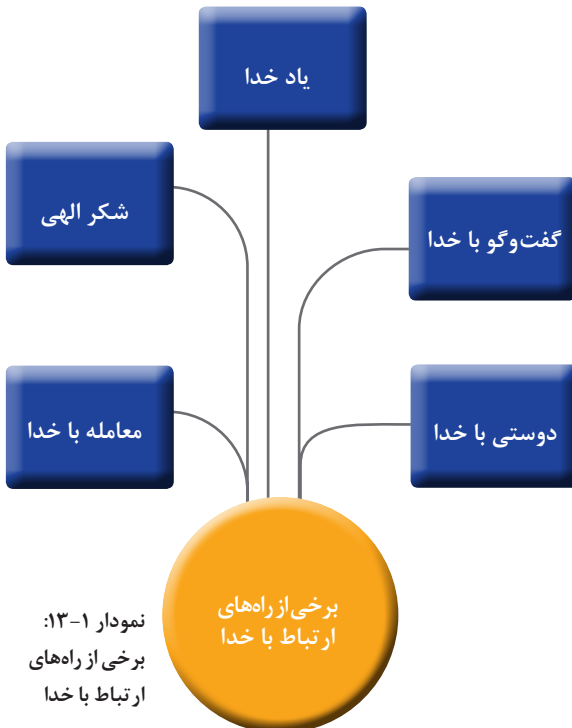 یاد خدا
شکر الهی
گفت‌وگو با خدا
معامله با خدا
دوستی با خدا
برخی از راه‌های
ارتباط با خدا
نمودار ۱-۱۳:
برخی از راه‌های
ارتباط با خدا